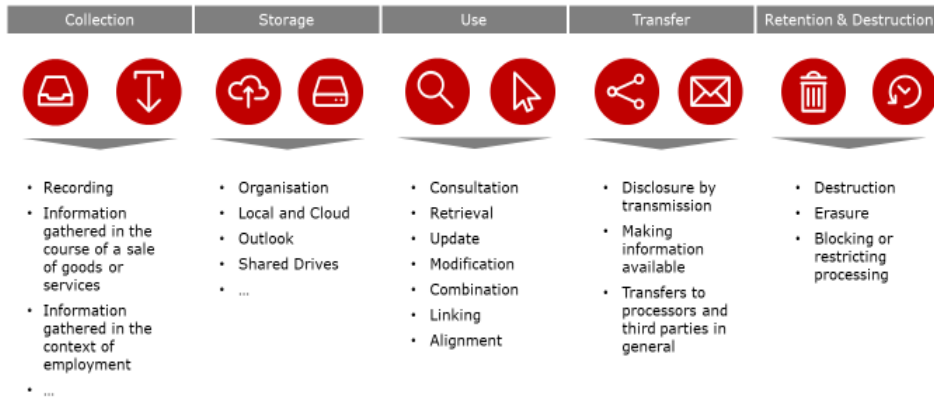 Collection
Storage
Use
Transfer
Retention & Destruction
• Recording
• Information
gathered in the
course of a sale
of goods or
services
• Information
gathered in the
context of
employment
• ...
• Organisation
• Local and Cloud
• Outlook
• Shared Drives
• ...
• Consultation
• Retrieval
• Update
• Modification
• Combination
• Linking
• Alignment
• Disclosure by
transmission
• Making
information
available
• Transfers to
processors and
third parties in
general
• Destruction
• Erasure
• Blocking or
restricting
processing